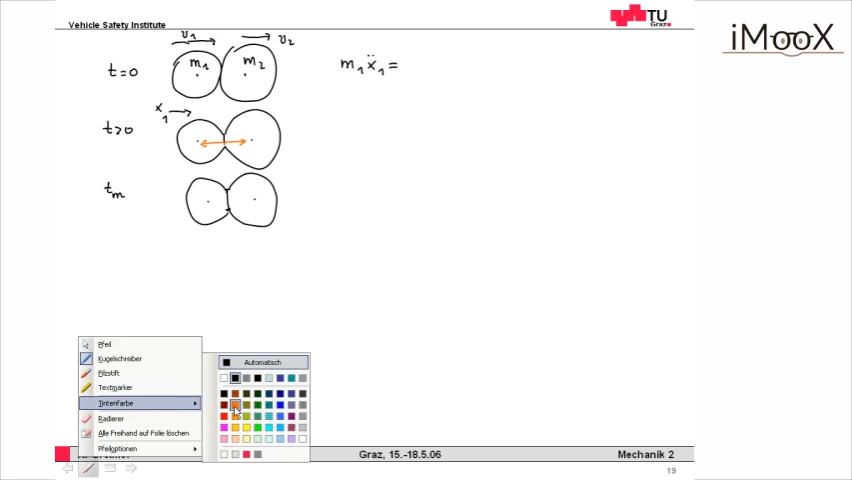 Vehicle Safety Institute
TU
Graz
iMooX
v1 v2
t=0 m1 m2 m1ẍ1=
x1
t>0
tm
Pfeil
Kugelschreiber
Filzstift
Textmarker
Tintenfarbe
Radierer
Alle Freihand auf Folie löschen
Pfeiloptionen
Automatisch
Graz, 15.-18.5.06
Mechanik 2
19